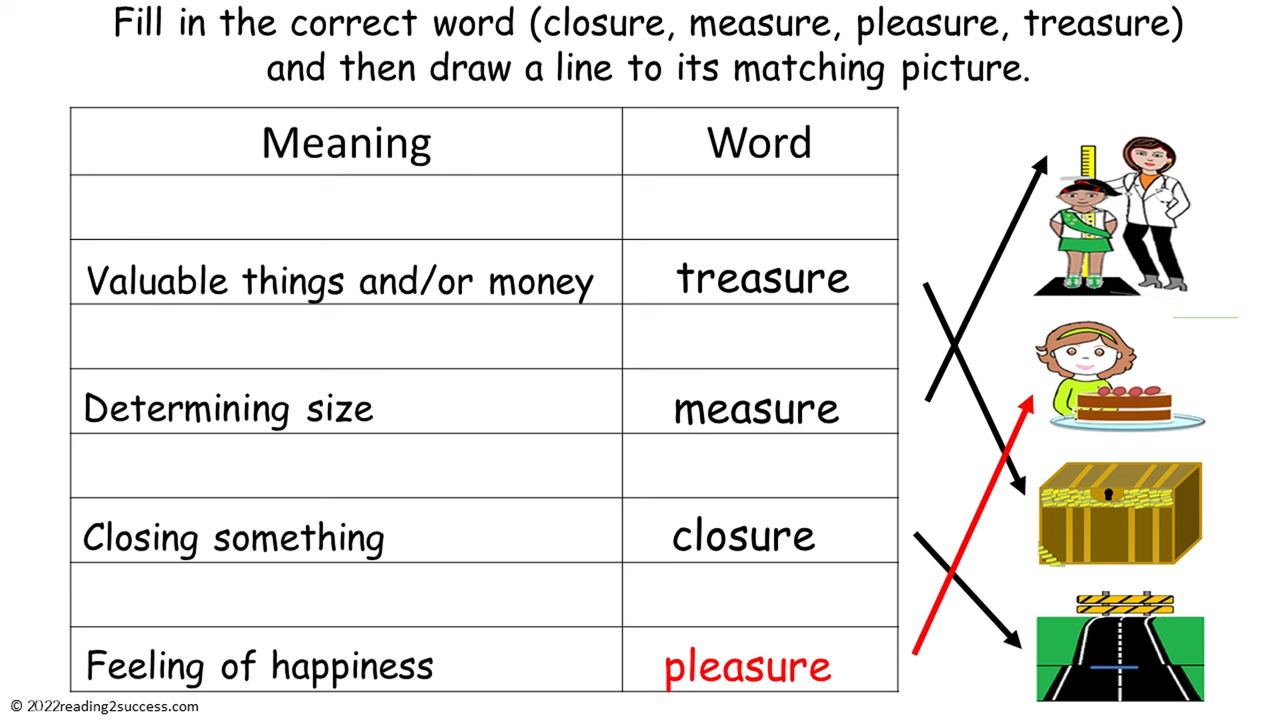 Fill in the correct word (closure, measure, pleasure, treasure)
and then draw a line to its matching picture.
Meaning Word
Valuable things and/or money treasure
Determining size measure
Closing something closure
Feeling of happiness pleasure
© 2022reading2success.com